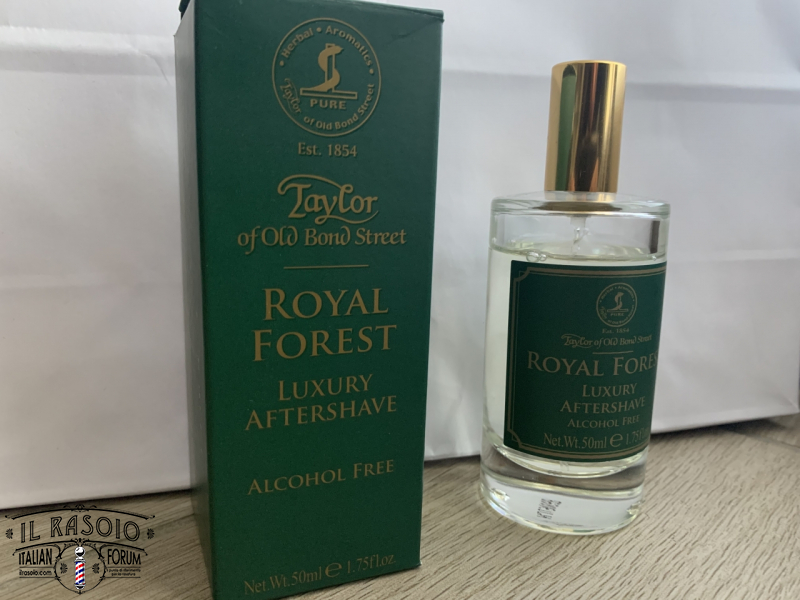 Herbal • Aromatics
PURE
Taylor of Old Bond Street
Est. 1854
Taylor
of Old Bond Street
ROYAL
FOREST
LUXURY
AFTERSHAVE
ALCOHOL FREE
Net Wt. 50ml ℮ 1.75fl.oz.
PURE
Est. 1854
Taylor of Old Bond Street
ROYAL FORES
LUXURY
AFTERSHAVE
ALCOHOL FREE
Net.Wt.50ml ℮ 1.75fl
IL RASOIO
ITALIAN FORUM
ilrasoio.com